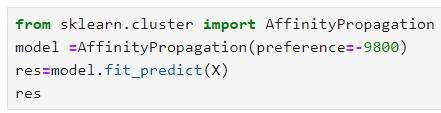 from sklearn.cluster import AffinityPropagation
model =AffinityPropagation(preference=-9800)
res=model.fit_predict(X)
res